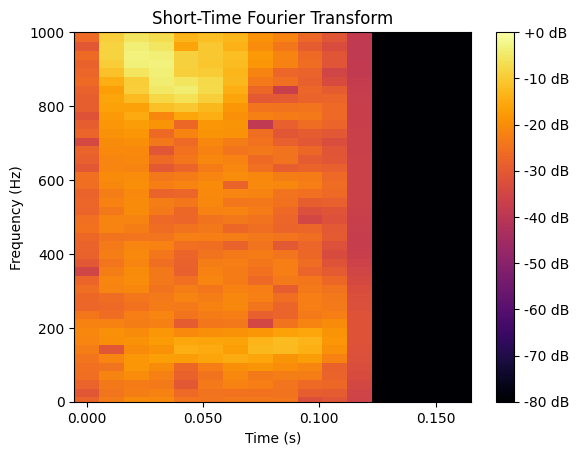 Short-Time Fourier Transform
1000
800
600
400
200
0
Frequency (Hz)
0.000
0.050
0.100
0.150
Time (s)
+0 dB
-10 dB
-20 dB
-30 dB
-40 dB
-50 dB
-60 dB
-70 dB
-80 dB